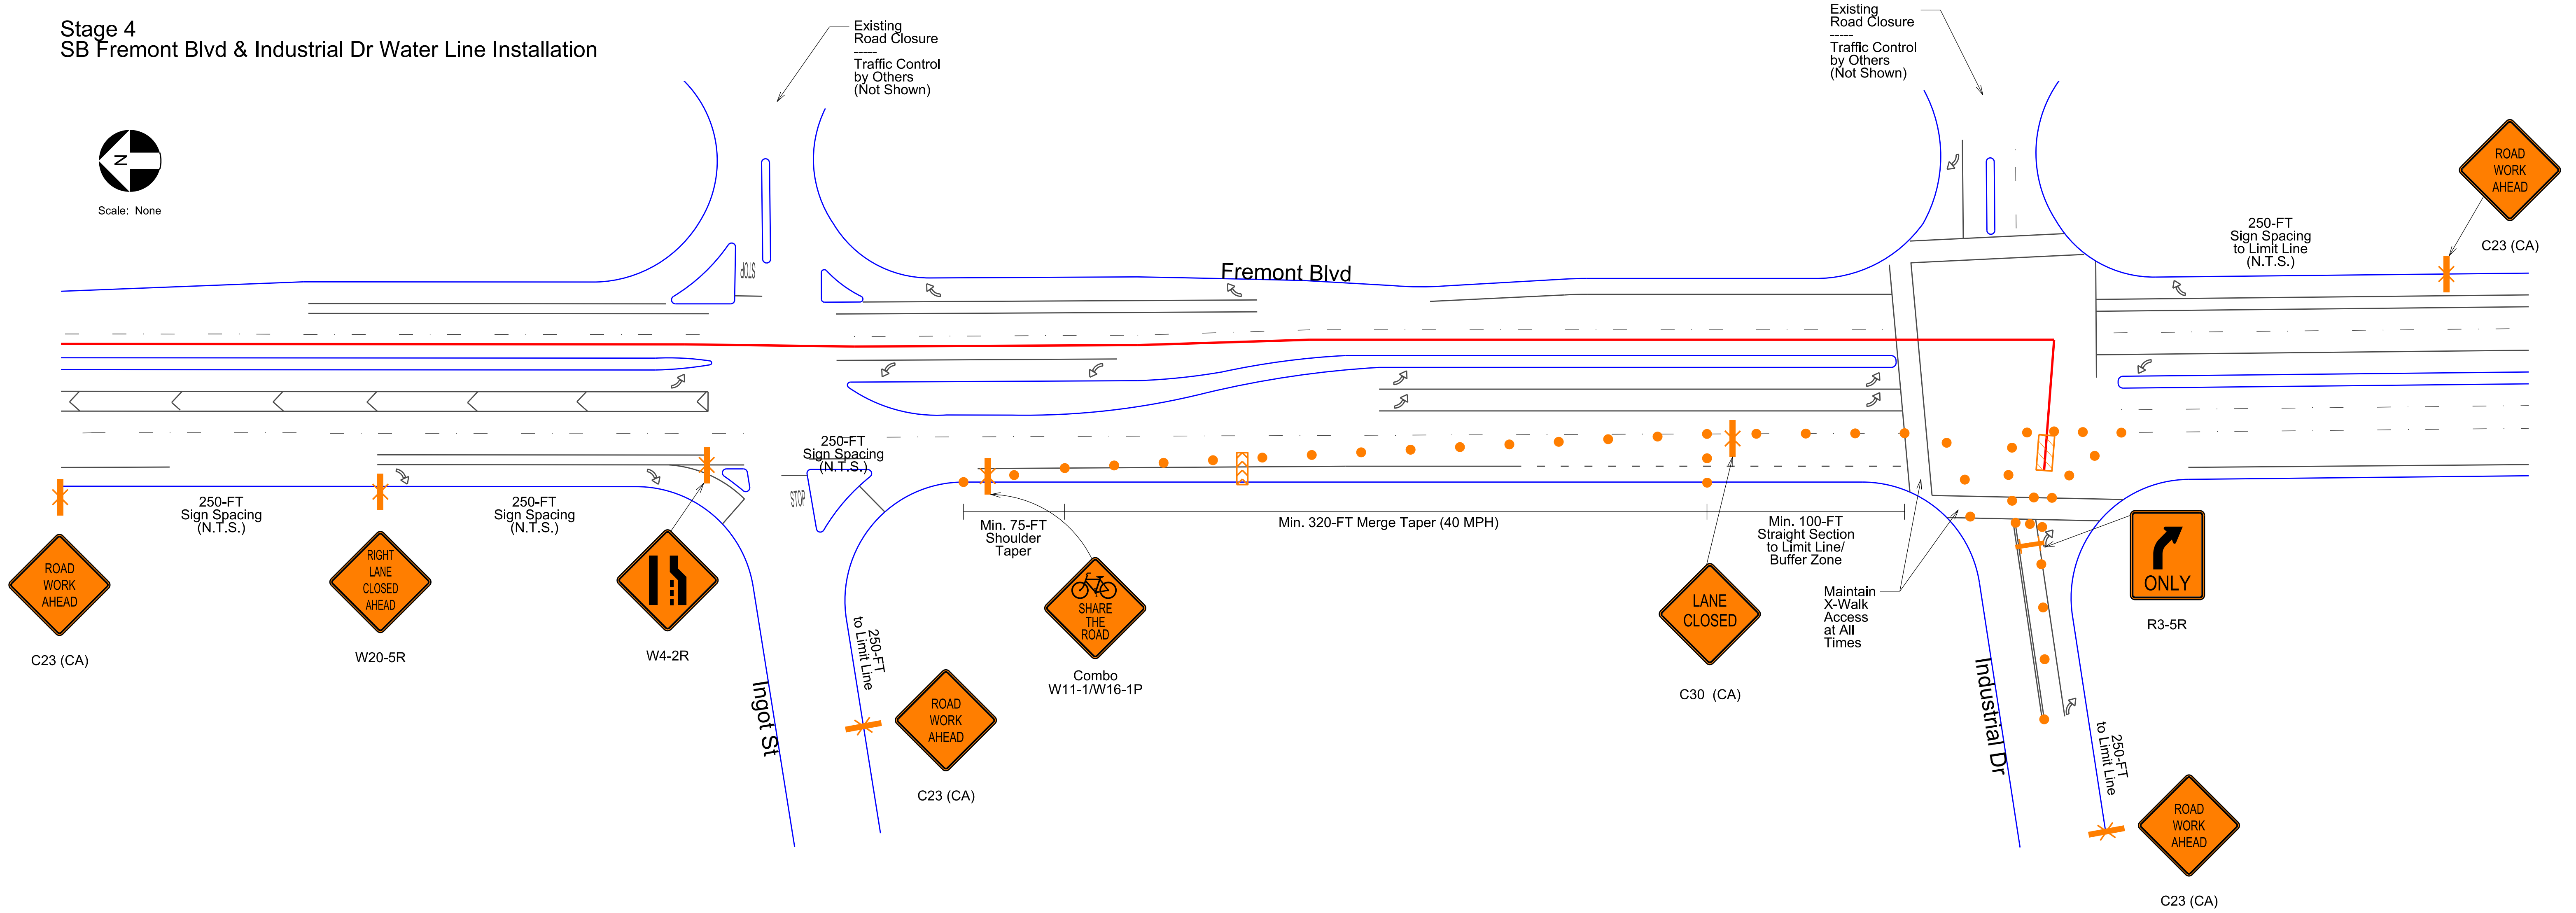 Stage 4
SB Fremont Blvd & Industrial Dr Water Line Installation
N
Scale: None
Existing
Road Closure
-----
Traffic Control
by Others
(Not Shown)
Existing
Road Closure
-----
Traffic Control
by Others
(Not Shown)
ROAD
WORK
AHEAD
C23 (CA)
250-FT
Sign Spacing
to Limit Line
(N.T.S.)
Fremont Blvd
STOP
STOP
250-FT
Sign Spacing
(N.T.S.)
250-FT
Sign Spacing
(N.T.S.)
250-FT
Sign Spacing
(N.T.S.)
Min. 75-FT
Shoulder
Taper
Min. 320-FT Merge Taper (40 MPH)
Min. 100-FT
Straight Section
to Limit Line/
Buffer Zone
Maintain
X-Walk
Access
at All
Times
ROAD
WORK
AHEAD
C23 (CA)
RIGHT
LANE
CLOSED
AHEAD
W20-5R
W4-2R
Ingot St
250-FT
to Limit Line
ROAD
WORK
AHEAD
C23 (CA)
SHARE
THE
ROAD
Combo
W11-1/W16-1P
LANE
CLOSED
C30 (CA)
Industrial Dr
ONLY
R3-5R
250-FT
to Limit Line
ROAD
WORK
AHEAD
C23 (CA)